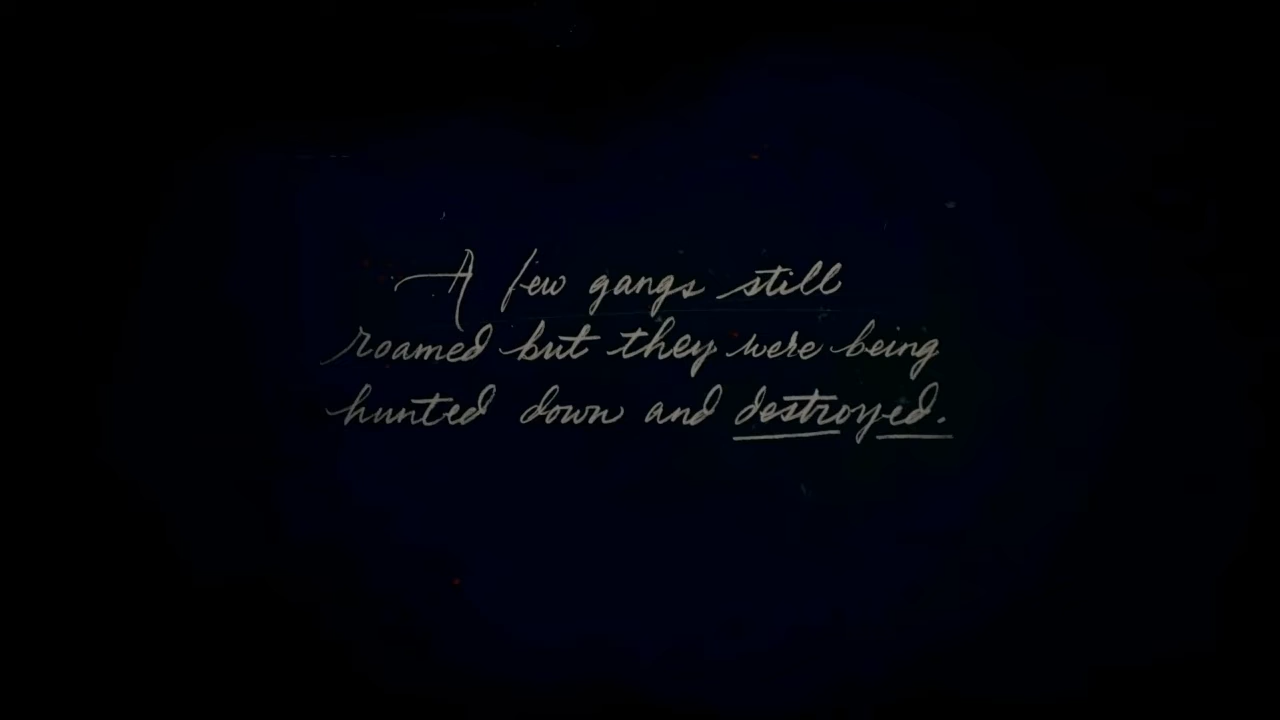 A few gangs still
roamed but they were being
hunted down and destroyed.